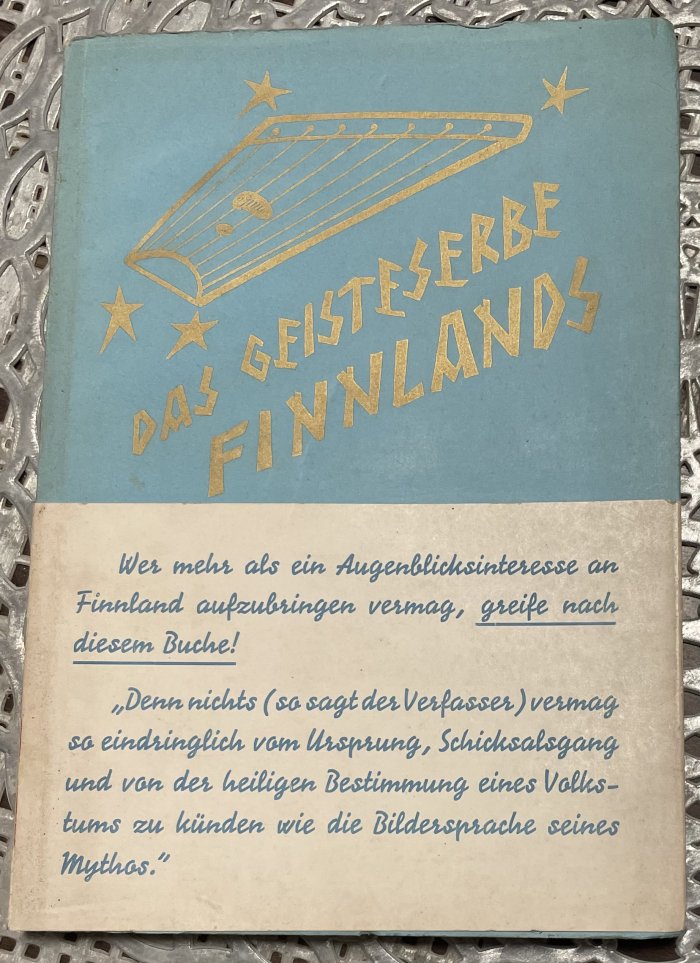 DAS GEISTESERBE
FINNLANDS
Wer mehr als ein Augenblicksinteresse an
Finnland aufzubringen vermag, greife nach
diesem Buche!
„Denn nichts (so sagt der Verfasser) vermag
so eindringlich vom Ursprung, Schicksalsgang
und von der heiligen Bestimmung eines Volks-
tums zu künden wie die Bildersprache seines
Mythos.“